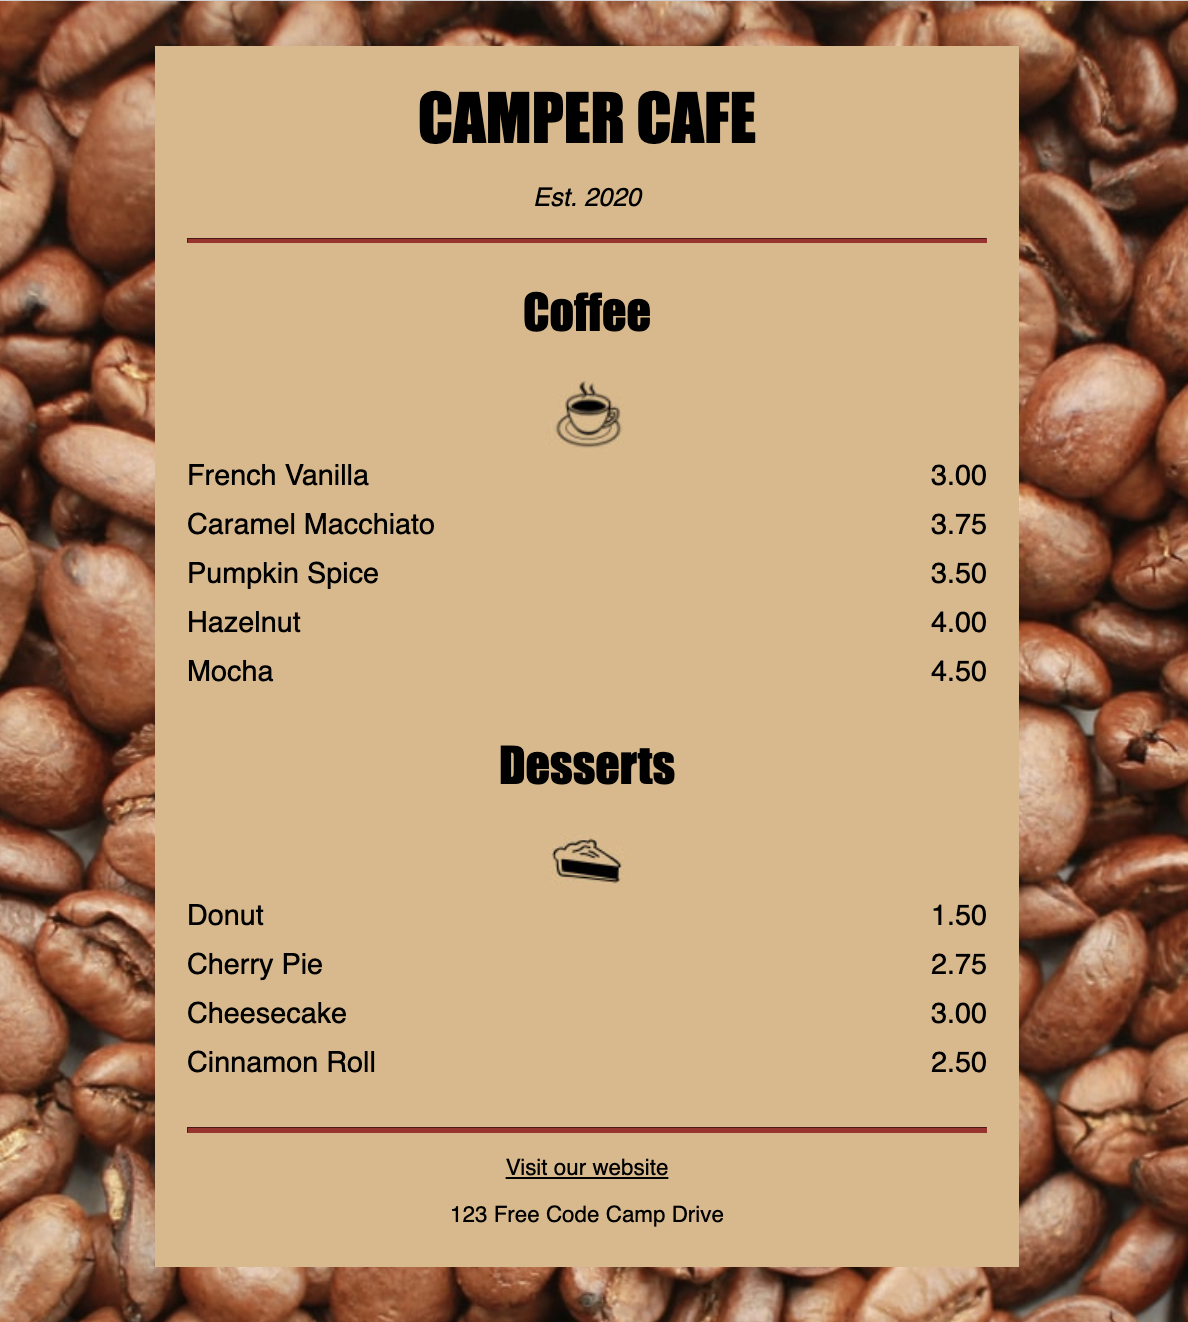 CAMPER CAFE
Est. 2020
Coffee
French Vanilla 3.00
Caramel Macchiato 3.75
Pumpkin Spice 3.50
Hazelnut 4.00
Mocha 4.50
Desserts
Donut 1.50
Cherry Pie 2.75
Cheesecake 3.00
Cinnamon Roll 2.50
Visit our website
123 Free Code Camp Drive